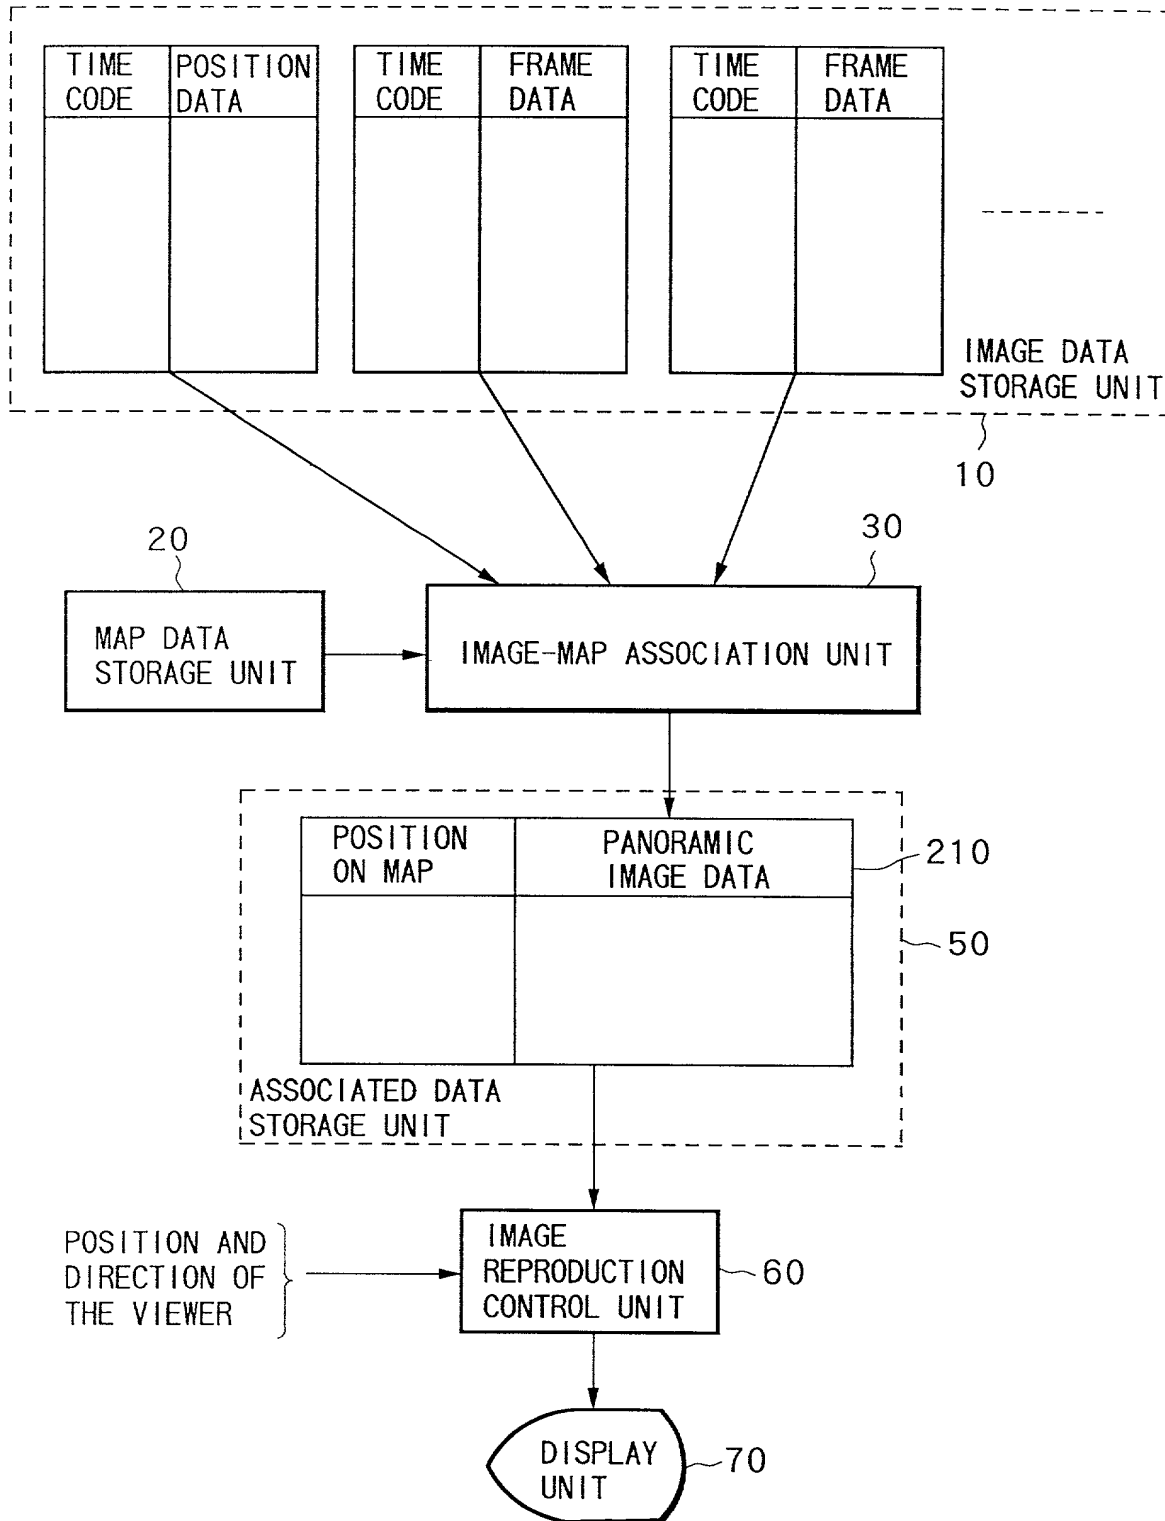 TIME CODE
POSITION DATA
TIME CODE
FRAME DATA
TIME CODE
FRAME DATA
IMAGE DATA
STORAGE UNIT
10
20
30
MAP DATA
STORAGE UNIT
IMAGE-MAP ASSOCIATION UNIT
POSITION
ON MAP
PANORAMIC
IMAGE DATA
210
50
ASSOCIATED DATA
STORAGE UNIT
POSITION AND
DIRECTION OF
THE VIEWER
IMAGE
REPRODUCTION
CONTROL UNIT
60
DISPLAY
UNIT
70